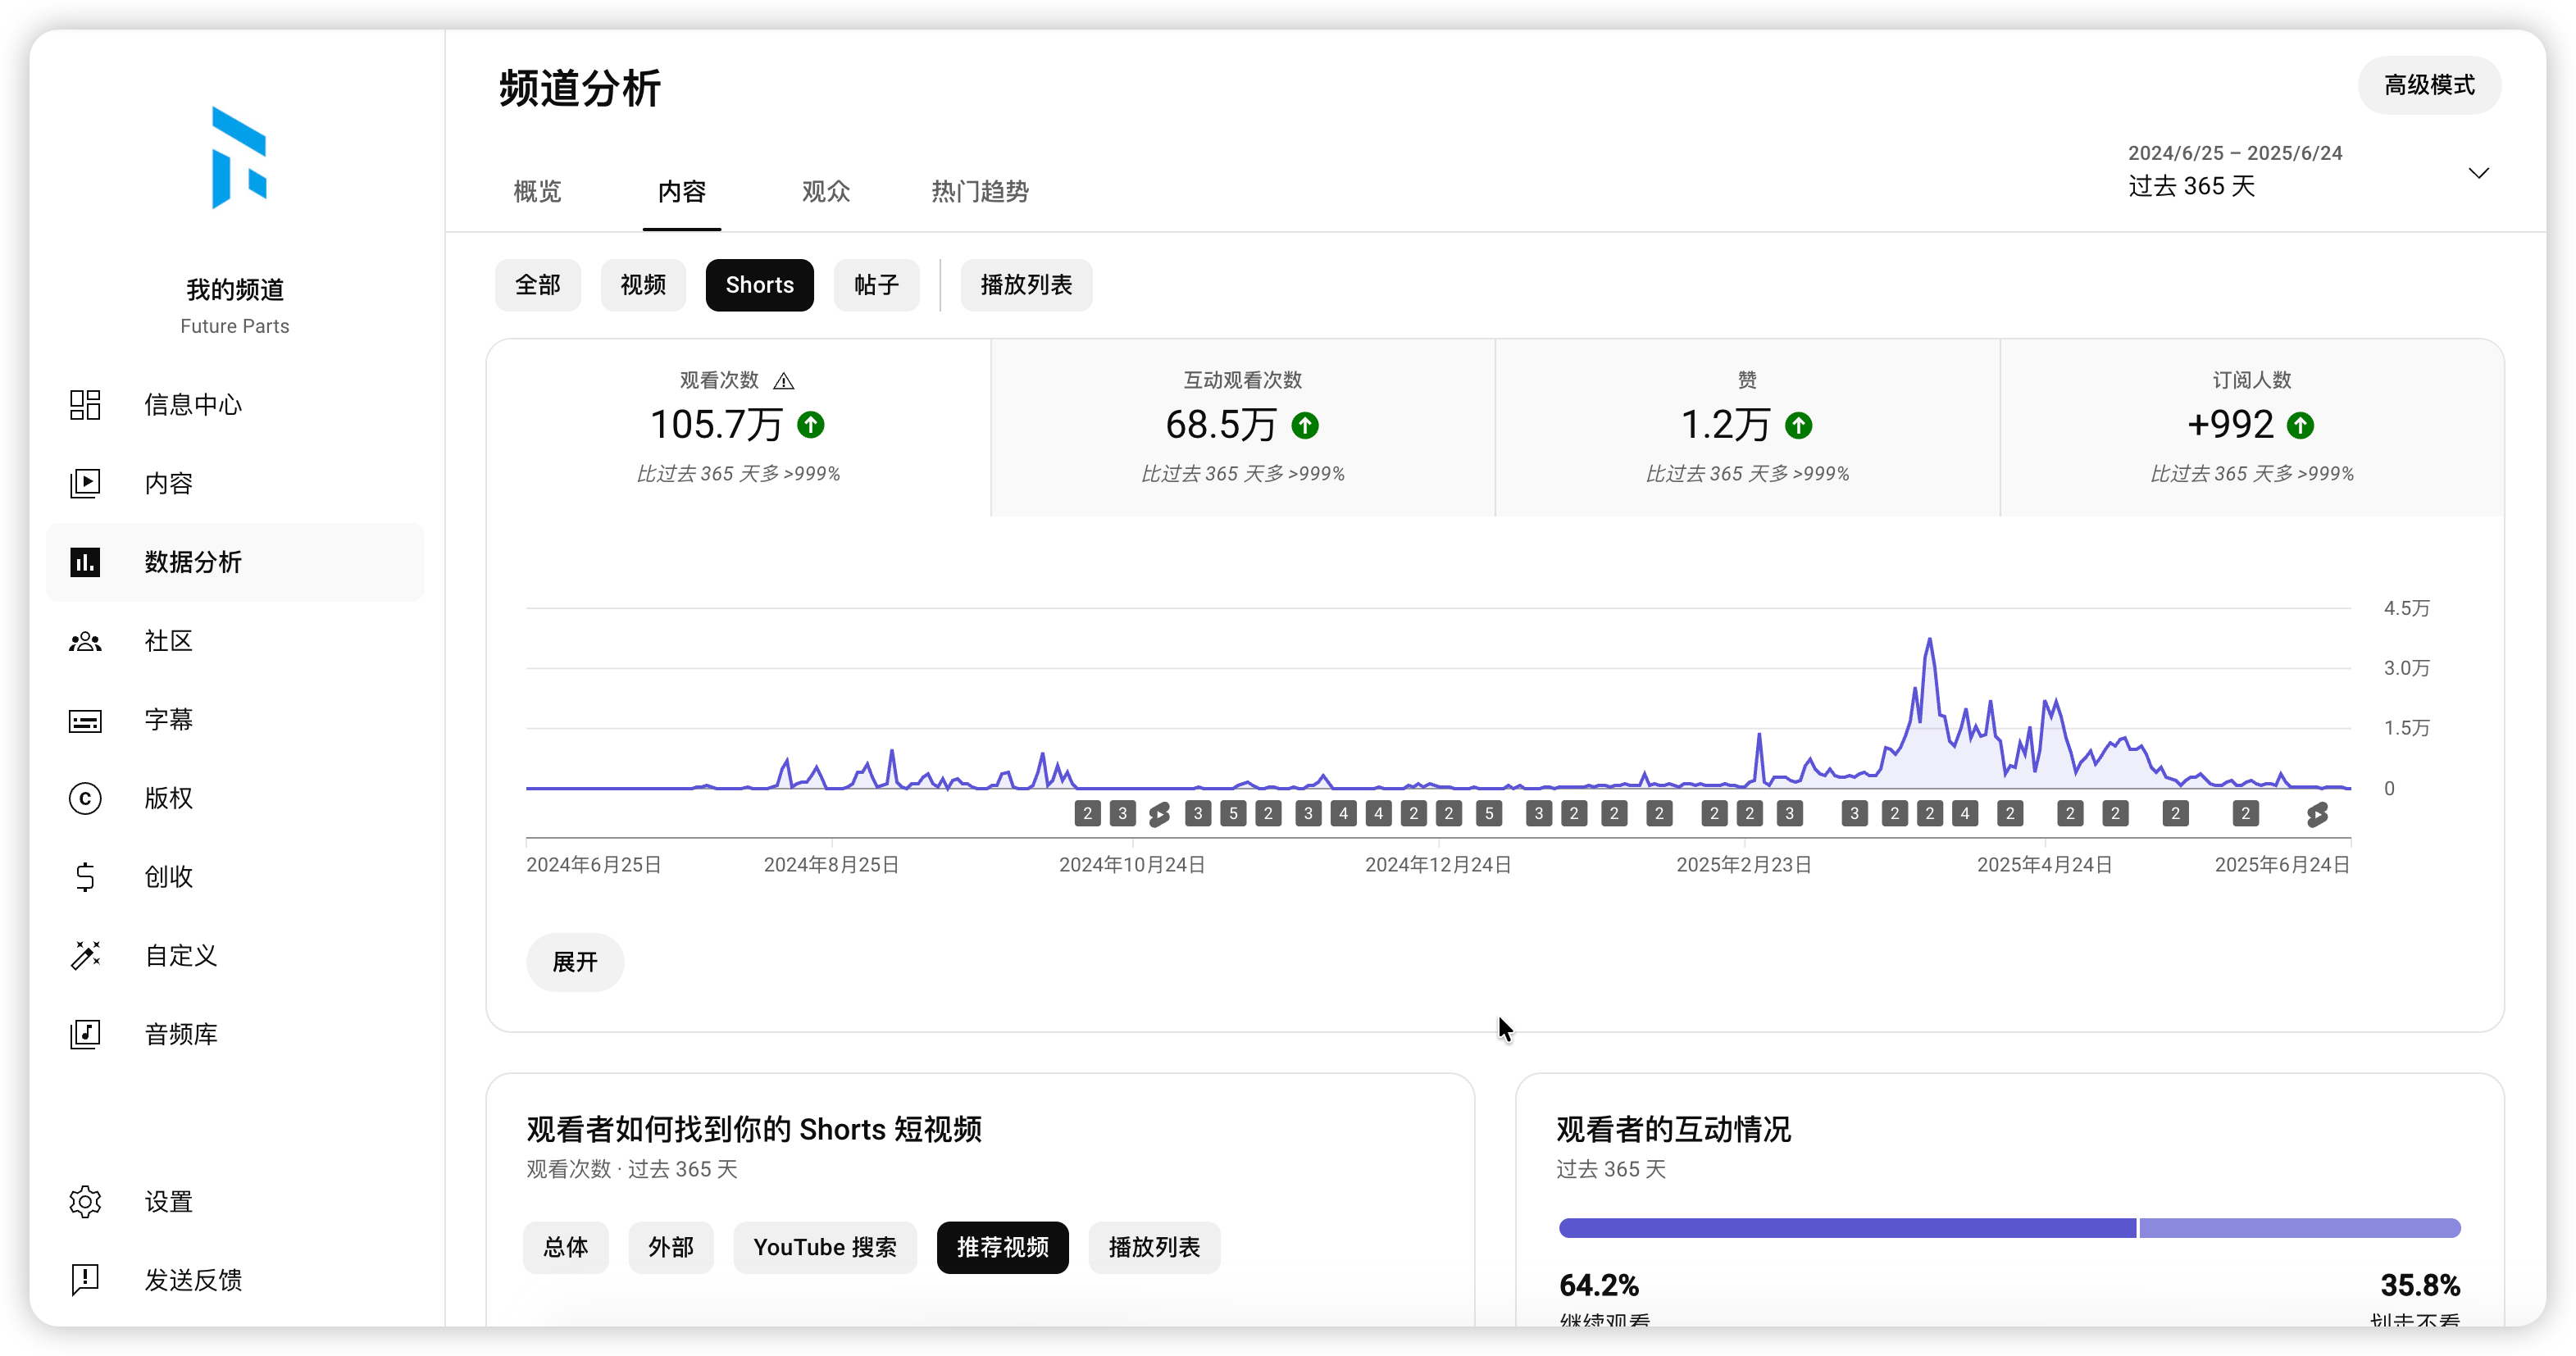 频道分析
高级模式
概览
内容
观众
热门趋势
2024/6/25 – 2025/6/24
过去 365 天
我的频道
Future Parts
信息中心
内容
数据分析
社区
字幕
版权
创收
自定义
音频库
设置
发送反馈
全部
视频
Shorts
帖子
播放列表
观看次数
105.7万
比过去 365 天多 >999%
互动观看次数
68.5万
比过去 365 天多 >999%
赞
1.2万
比过去 365 天多 >999%
订阅人数
+992
比过去 365 天多 >999%
4.5万
3.0万
1.5万
0
2 3 3 5 2 3 4 4 2 2 5 3 2 2 2 2 2 3 3 2 2 4 2 2 2 2 2
2024年6月25日
2024年8月25日
2024年10月24日
2024年12月24日
2025年2月23日
2025年4月24日
2025年6月24日
展开
观看者如何找到你的 Shorts 短视频
观看次数 · 过去 365 天
总体
外部
YouTube 搜索
推荐视频
播放列表
观看者的互动情况
过去 365 天
64.2%
继续观看
35.8%
划走不看